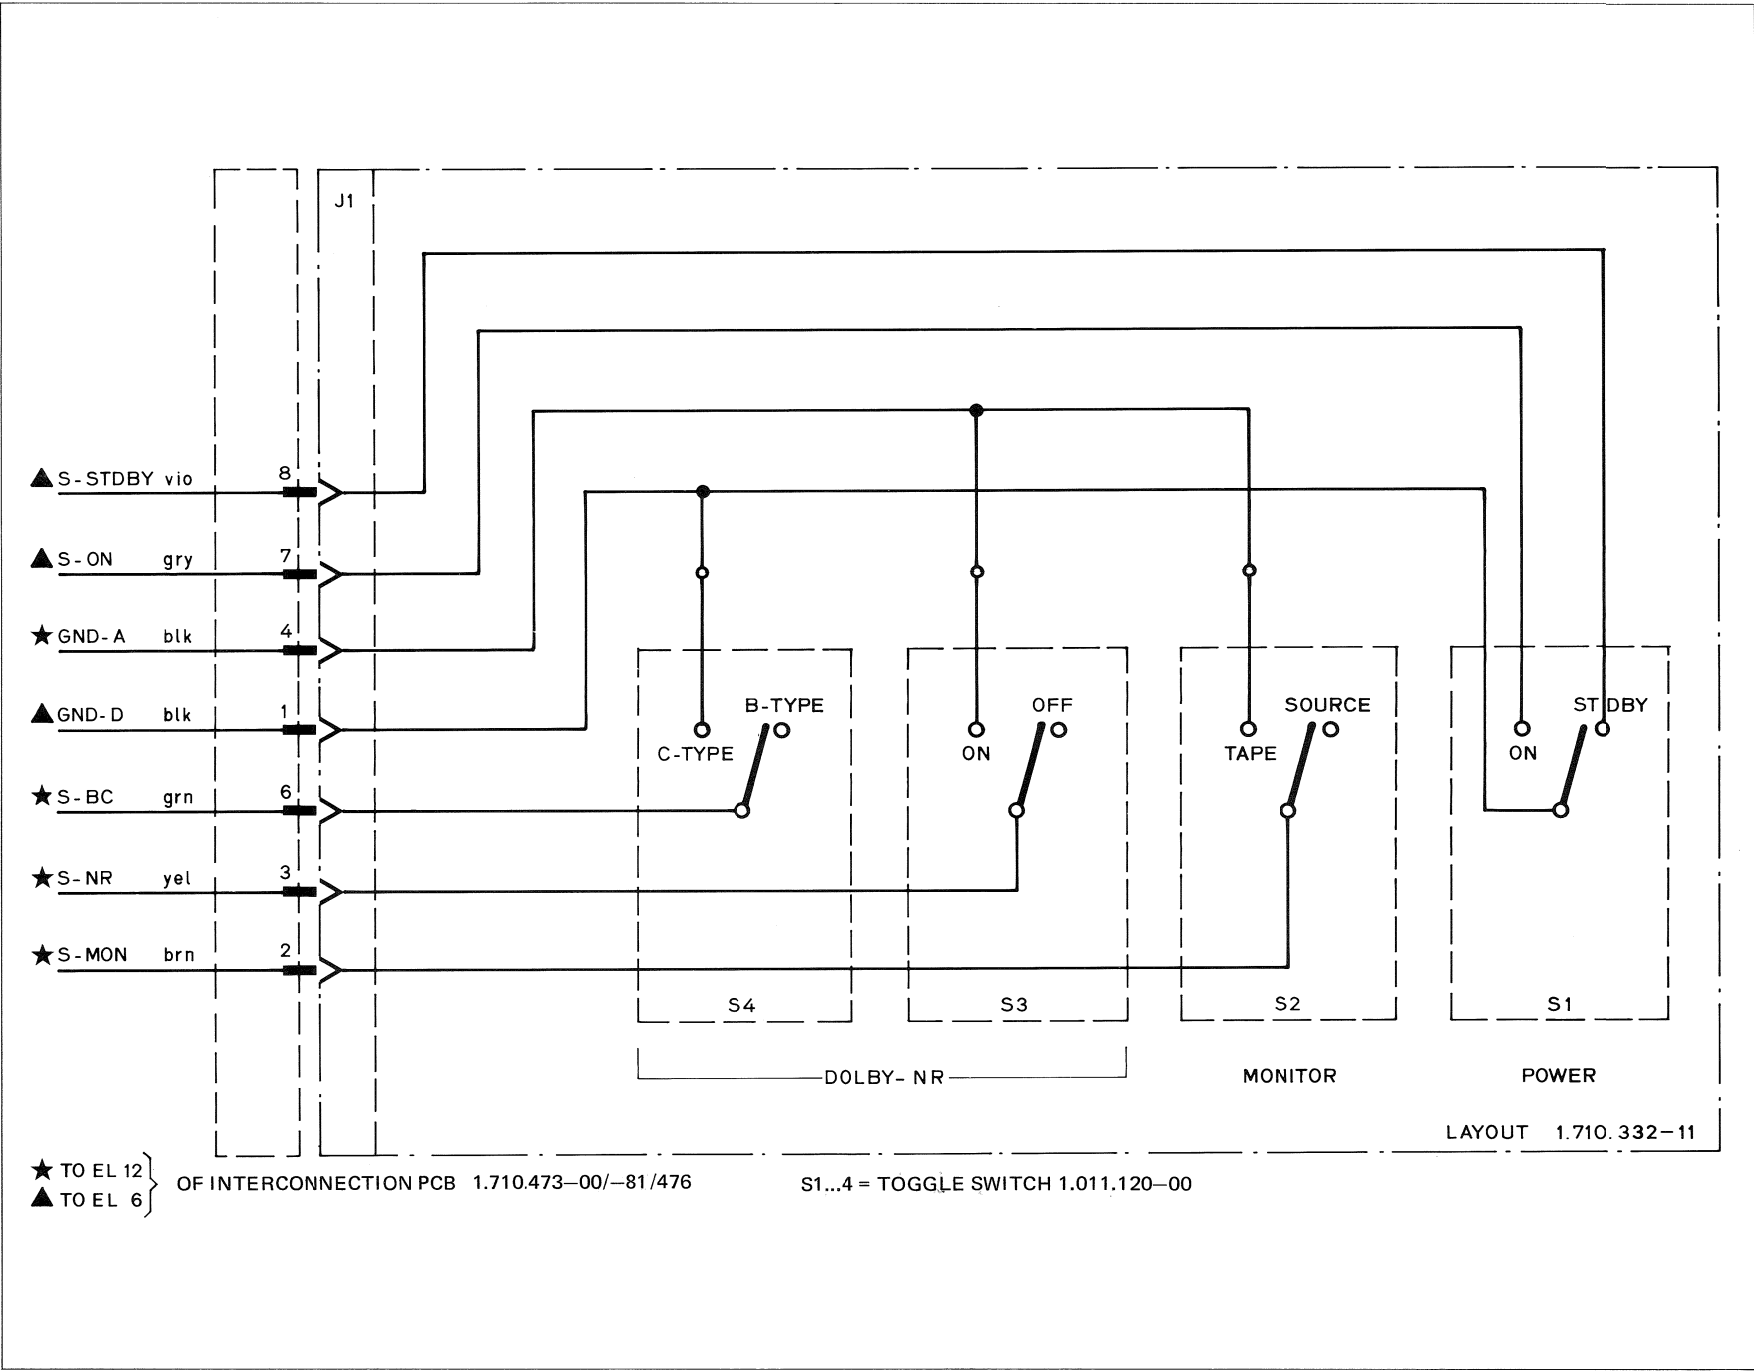 J1
S-STDBY vio 8
S-ON gry 7
GND-A blk 4
GND-D blk 1
S-BC grn 6
S-NR yel 3
S-MON brn 2
B-TYPE
C-TYPE
OFF
ON
SOURCE
TAPE
STDBY
ON
S4
S3
S2
S1
DOLBY-NR
MONITOR
POWER
LAYOUT 1.710.332-11
★ TO EL 12
▲ TO EL 6
OF INTERCONNECTION PCB 1.710.473-00/-81/476
S1...4 = TOGGLE SWITCH 1.011.120-00